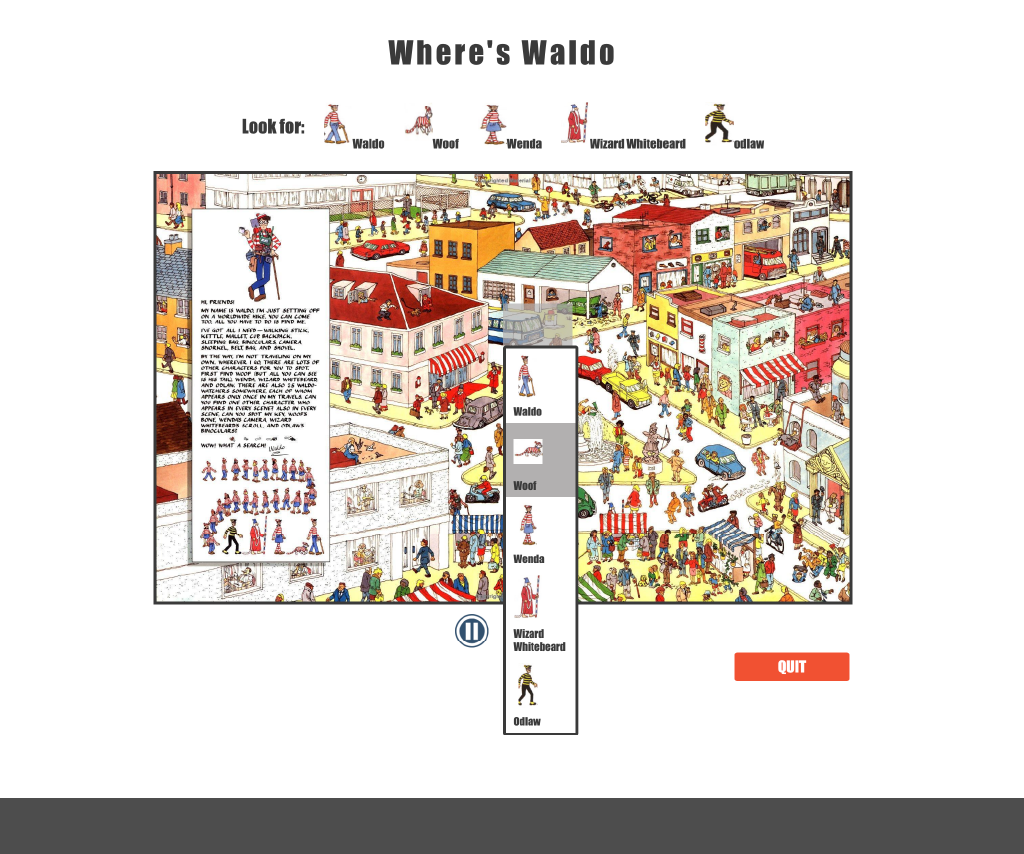 Where's Waldo
Look for:
Waldo
Woof
Wenda
Wizard Whitebeard
odlaw
HI, FRIENDS!
MY NAME IS WALDO. I'M JUST SETTING OFF
ON A WORLDWIDE HIKE. YOU CAN COME
TOO. ALL YOU HAVE TO DO IS FIND ME.
I'VE GOT ALL I NEED — WALKING STICK,
KETTLE, MALLET, CUP, BACKPACK,
SLEEPING BAG, BINOCULARS, CAMERA,
SNORKEL, BELT, BAG, AND SHOVEL.
BY THE WAY, I'M NOT TRAVELING ON MY
OWN. WHEREVER I GO, THERE ARE LOTS OF
OTHER CHARACTERS FOR YOU TO SPOT.
FIRST FIND WOOF (BUT ALL YOU CAN SEE
IS HIS TAIL), WENDA, WIZARD WHITEBEARD,
AND ODLAW. THERE ARE ALSO 25 WALDO-
WATCHERS SOMEWHERE, EACH OF WHOM
APPEARS ONLY ONCE IN MY TRAVELS. CAN
YOU FIND ONE OTHER CHARACTER WHO
APPEARS IN EVERY SCENE? ALSO IN EVERY
SCENE, CAN YOU SPOT MY KEY, WOOF'S
BONE, WENDA'S CAMERA, WIZARD
WHITEBEARD'S SCROLL, AND ODLAW'S
BINOCULARS?
WOW! WHAT A SEARCH!
Waldo
Waldo
Woof
Wenda
Wizard
Whitebeard
Odlaw
QUIT